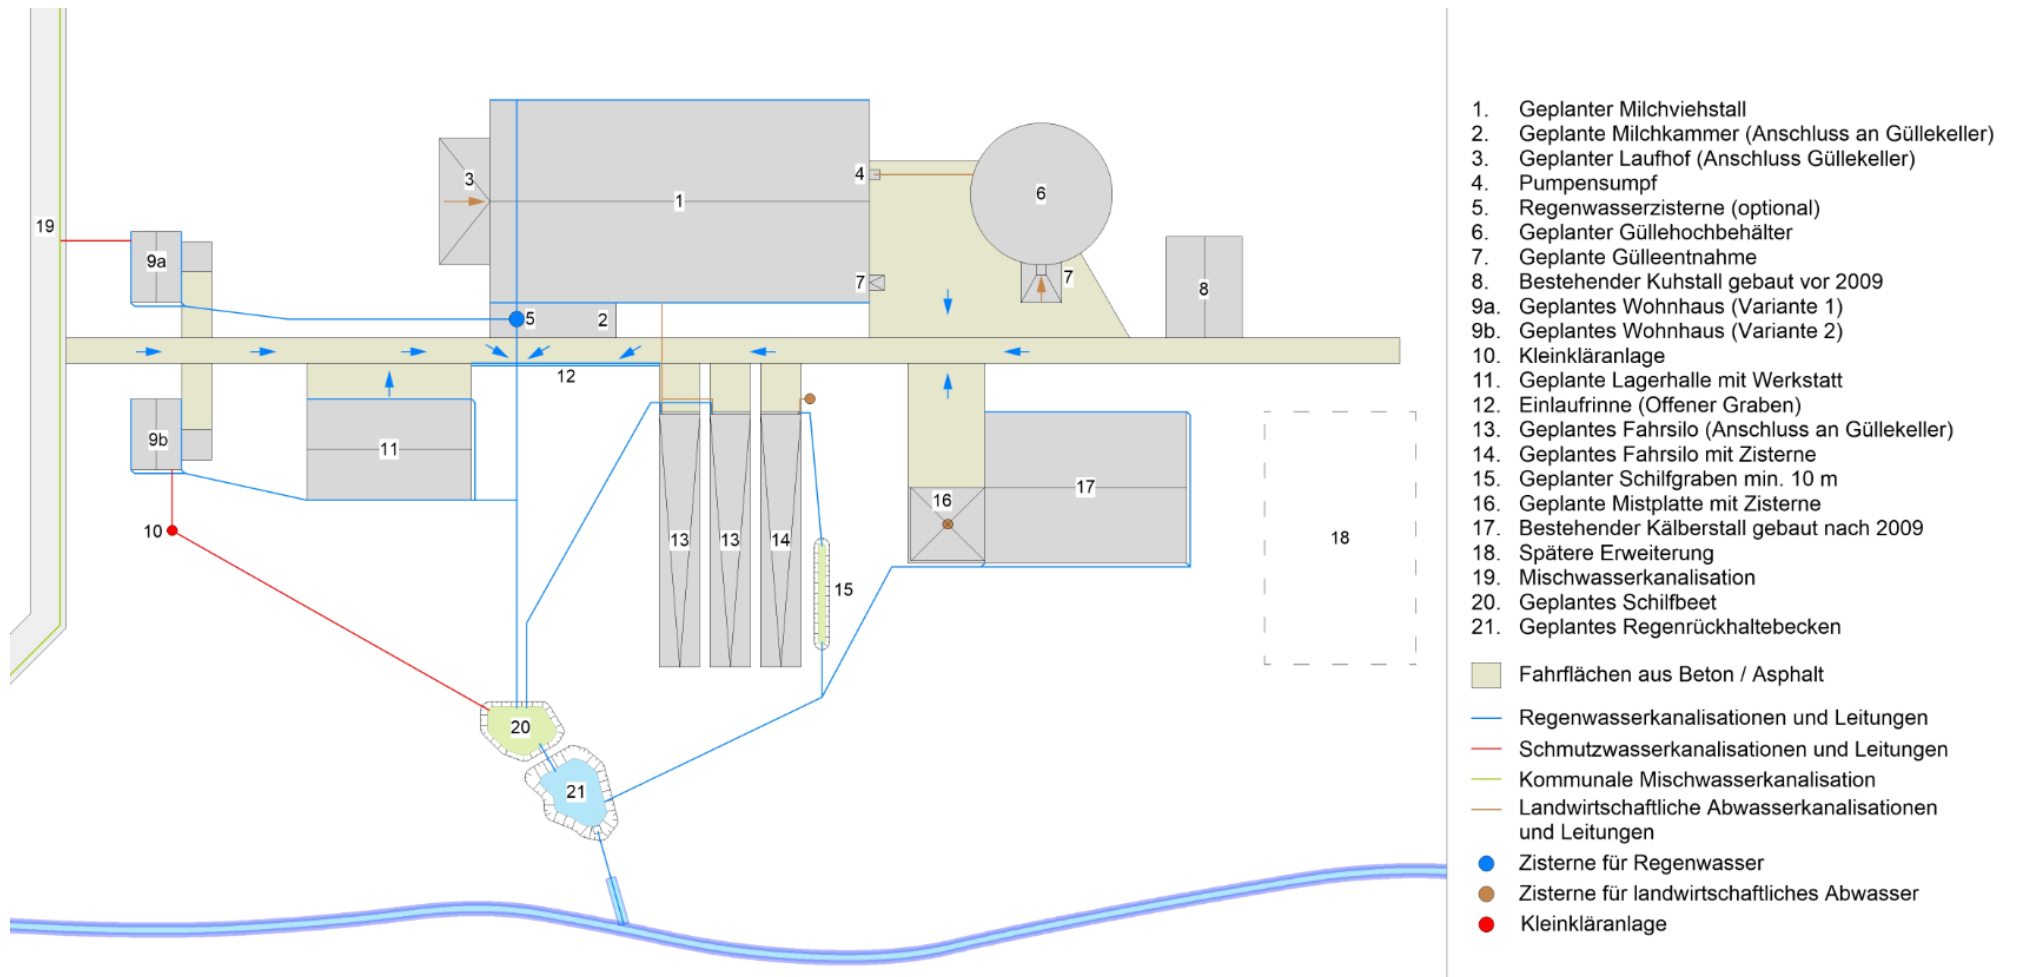 3
1
4
6
19
9a
7
7
8
5
2
12
9b
11
13
13
14
16
17
10
18
15
20
21
1. Geplanter Milchviehstall
2. Geplante Milchkammer (Anschluss an Güllekeller)
3. Geplanter Laufhof (Anschluss Güllekeller)
4. Pumpensumpf
5. Regenwasserzisterne (optional)
6. Geplanter Güllehochbehälter
7. Geplante Gülleentnahme
8. Bestehender Kuhstall gebaut vor 2009
9a. Geplantes Wohnhaus (Variante 1)
9b. Geplantes Wohnhaus (Variante 2)
10. Kleinkläranlage
11. Geplante Lagerhalle mit Werkstatt
12. Einlaufrinne (Offener Graben)
13. Geplantes Fahrsilo (Anschluss an Güllekeller)
14. Geplantes Fahrsilo mit Zisterne
15. Geplanter Schilfgraben min. 10 m
16. Geplante Mistplatte mit Zisterne
17. Bestehender Kälberstall gebaut nach 2009
18. Spätere Erweiterung
19. Mischwasserkanalisation
20. Geplantes Schilfbeet
21. Geplantes Regenrückhaltebecken
Fahrflächen aus Beton / Asphalt
Regenwasserkanalisationen und Leitungen
Schmutzwasserkanalisationen und Leitungen
Kommunale Mischwasserkanalisation
Landwirtschaftliche Abwasserkanalisationen
und Leitungen
Zisterne für Regenwasser
Zisterne für landwirtschaftliches Abwasser
Kleinkläranlage